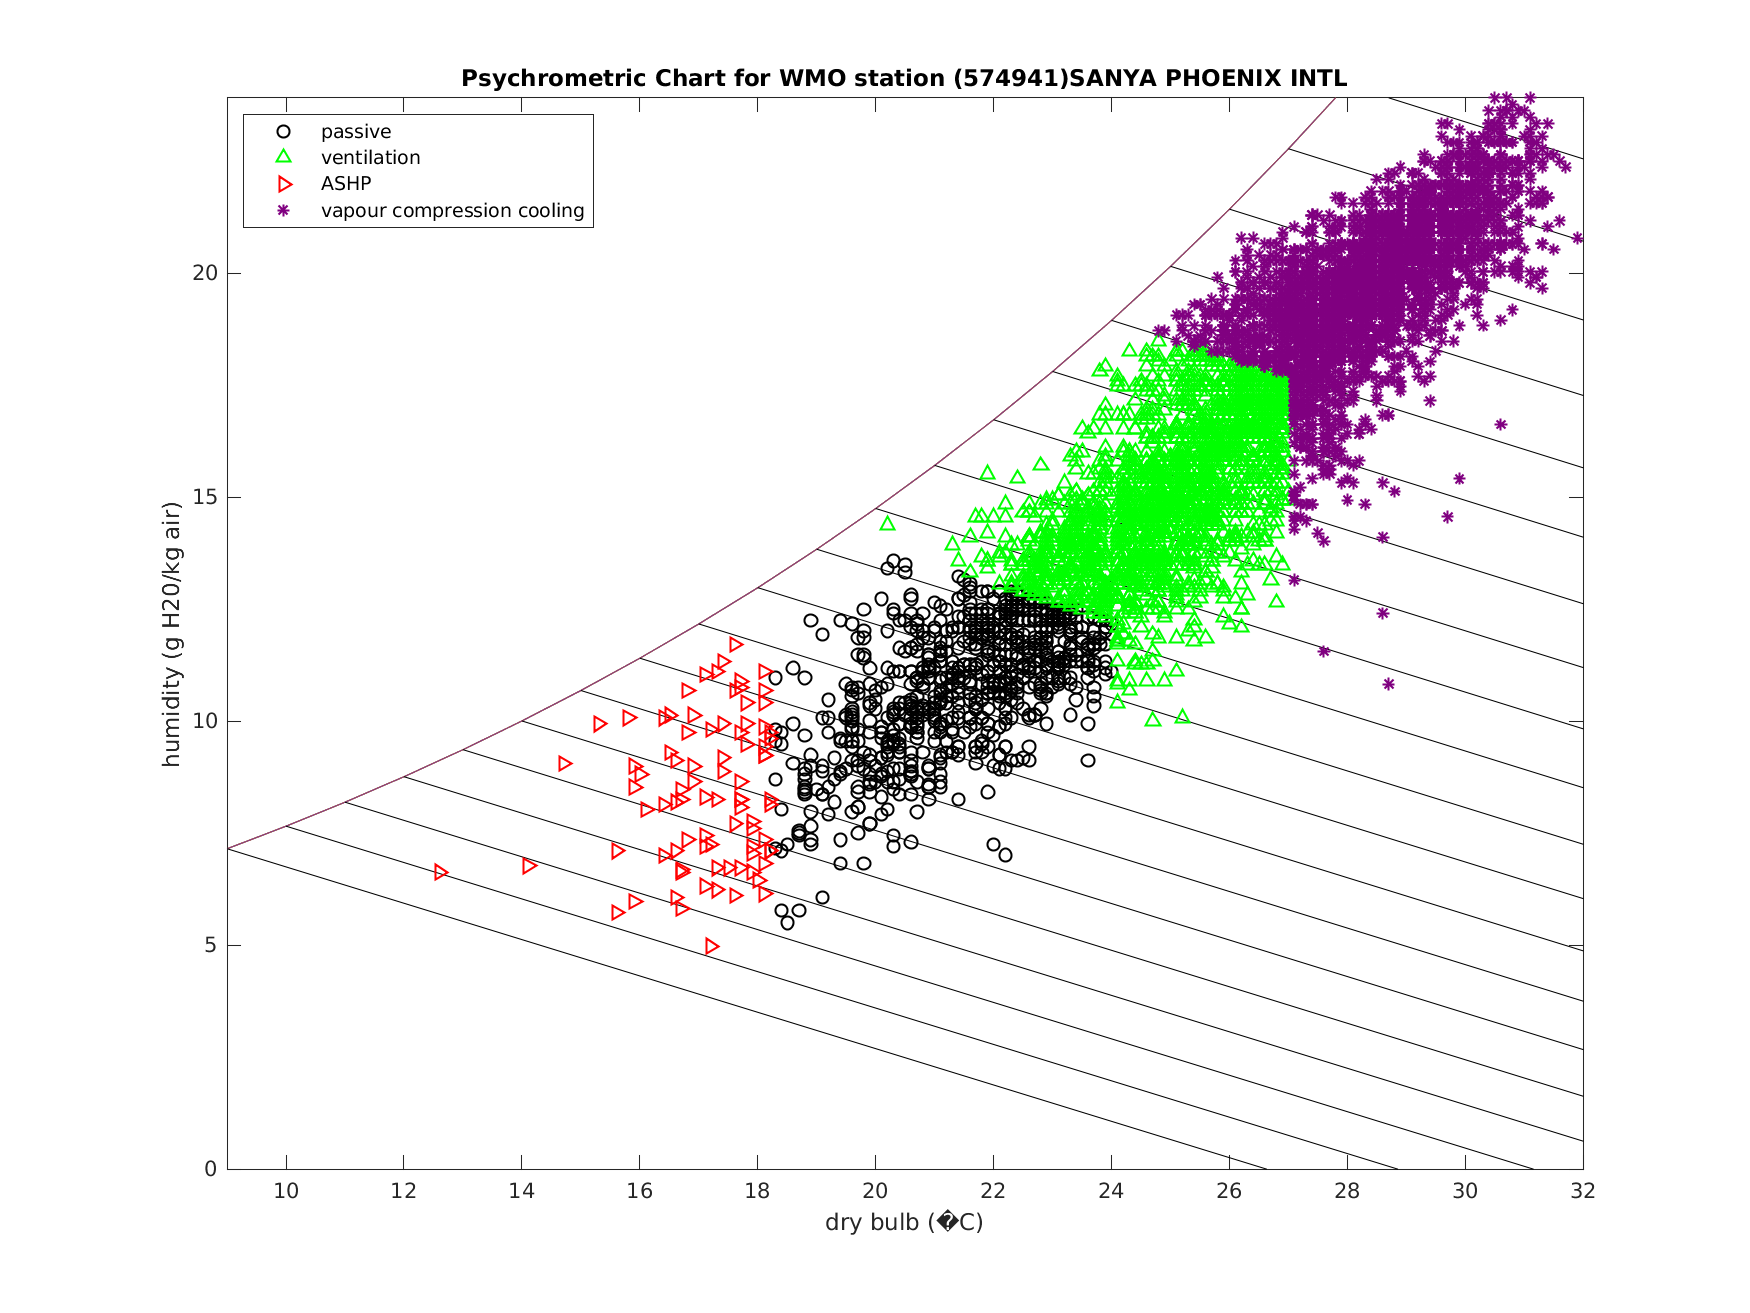 Psychrometric Chart for WMO station (574941)SANYA PHOENIX INTL
passive
ventilation
ASHP
vapour compression cooling
humidity (g H20/kg air)
20
15
10
5
0
10 12 14 16 18 20 22 24 26 28 30 32
dry bulb (�C)